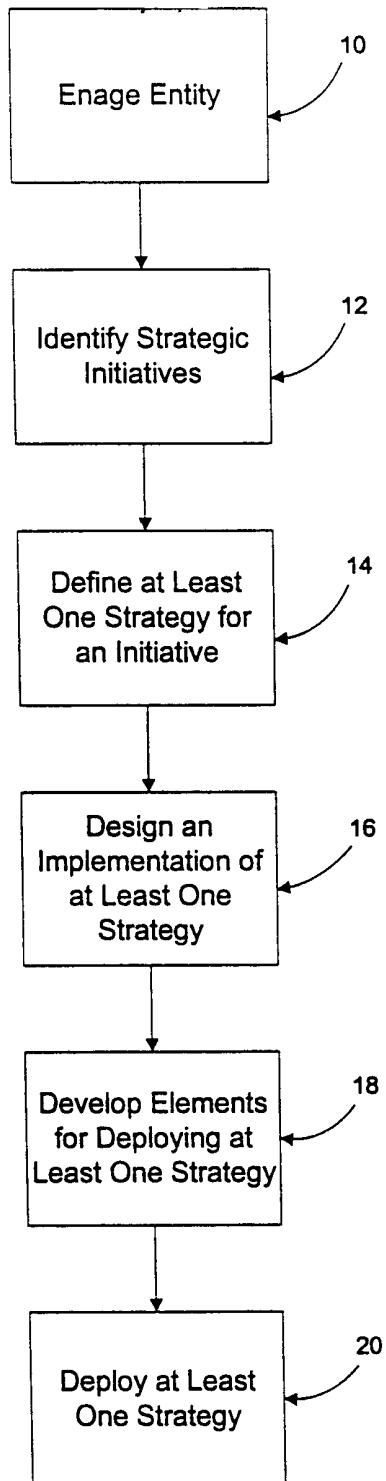 Enage Entity
10
Identify Strategic
Initiatives
12
Define at Least
One Strategy for
an Initiative
14
Design an
Implementation of
at Least One
Strategy
16
Develop Elements
for Deploying at
Least One Strategy
18
Deploy at Least
One Strategy
20